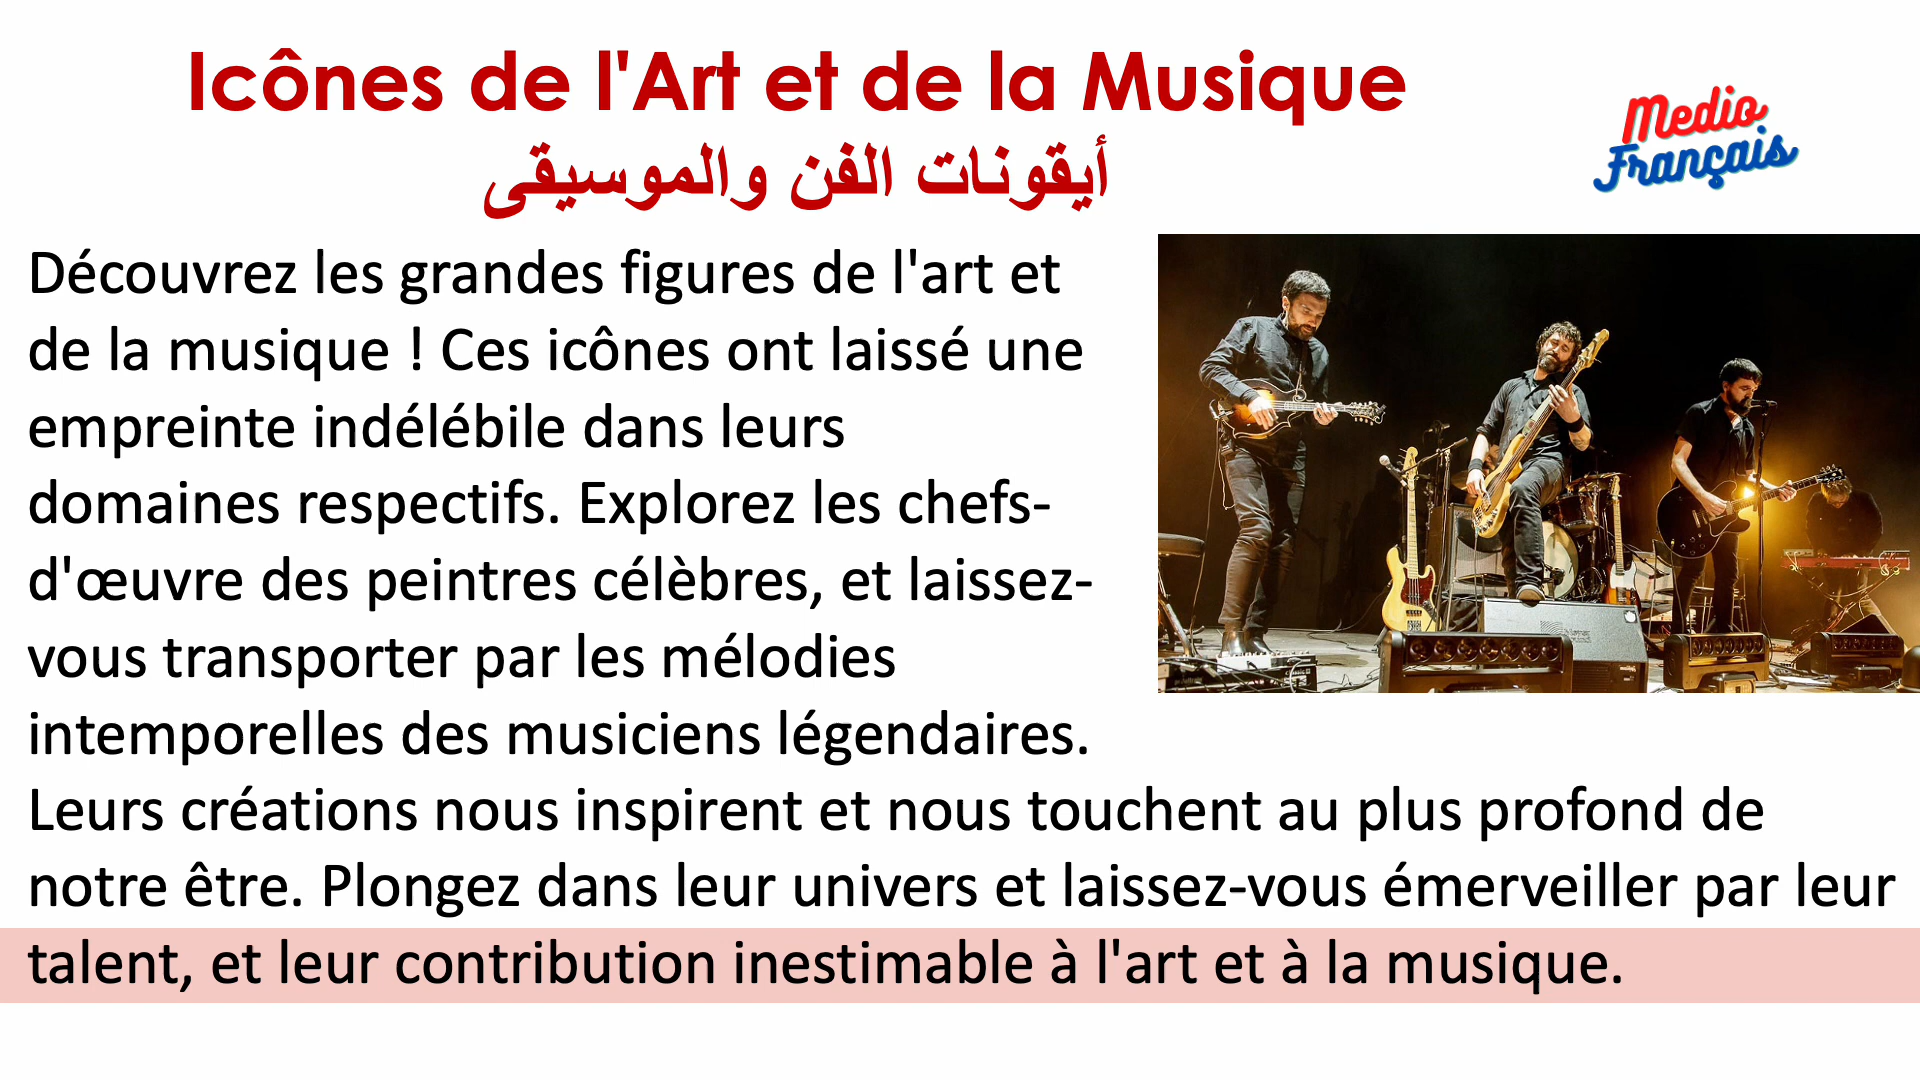 Icônes de l'Art et de la Musique
أيقونات الفن والموسيقى
Medio
Français
Découvrez les grandes figures de l'art et
de la musique ! Ces icônes ont laissé une
empreinte indélébile dans leurs
domaines respectifs. Explorez les chefs-
d'œuvre des peintres célèbres, et laissez-
vous transporter par les mélodies
intemporelles des musiciens légendaires.
Leurs créations nous inspirent et nous touchent au plus profond de
notre être. Plongez dans leur univers et laissez-vous émerveiller par leur
talent, et leur contribution inestimable à l'art et à la musique.